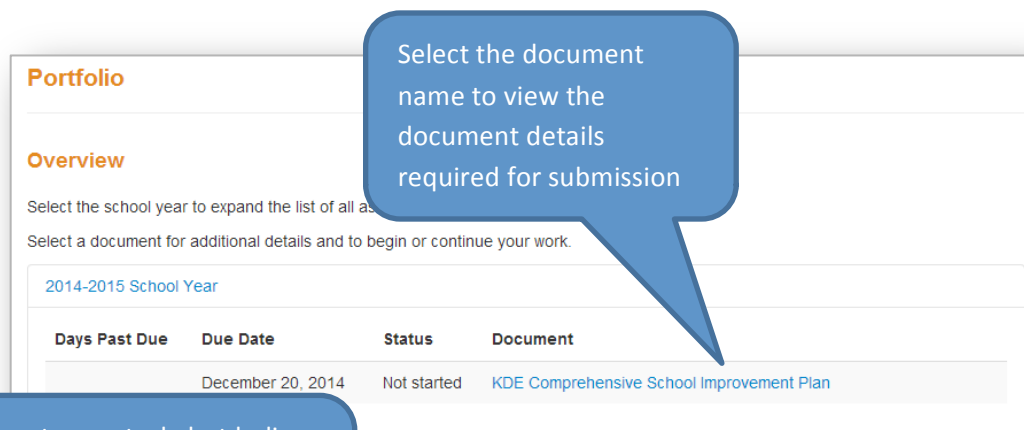 Select the document
name to view the
document details
required for submission
Portfolio
Overview
Select the school year to expand the list of all
Select a document for additional details and to begin or continue your work.
2014-2015 School Year
Days Past Due Due Date Status Document
December 20, 2014 Not started KDE Comprehensive School Improvement Plan